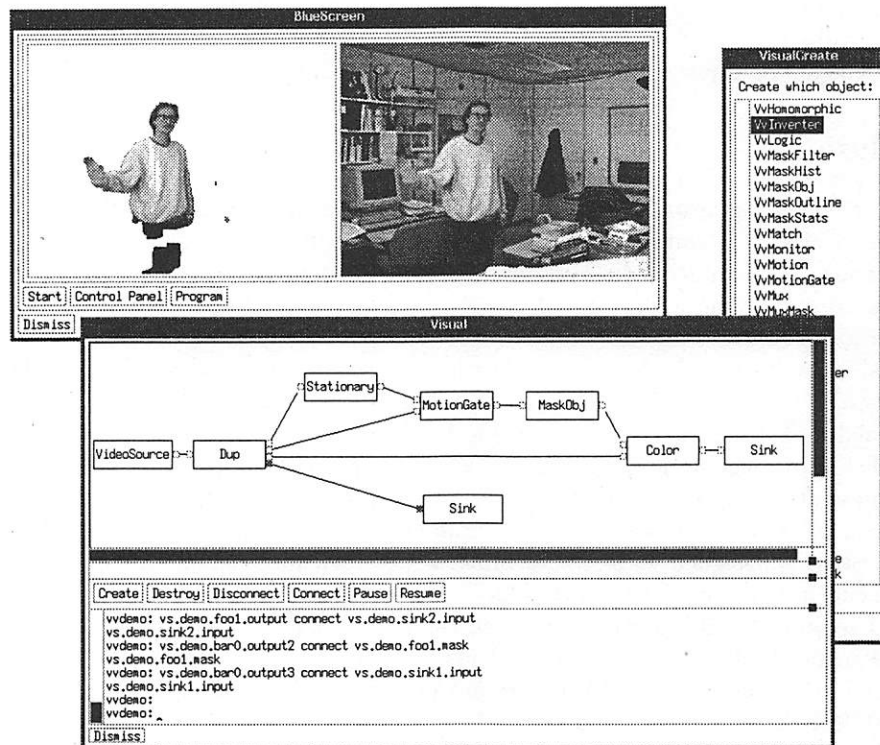 BlueScreen
Start Control Panel Program
Dismiss
VisualCreate
Create which object:
VvHomomorphic
VvInverter
VvLogic
VvMaskFilter
VvMaskHist
VvMaskObj
VvMaskOutline
VvMaskStats
VvMatch
VvMonitor
VvMotion
VvMotionGate
VvMux
VvMuxMask
er
e
k
Visual
Stationary
MotionGate
MaskObj
VideoSource
Dup
Color
Sink
Sink
Create Destroy Disconnect Connect Pause Resume
vvdemo: vs.demo.foo1.output connect vs.demo.sink2.input
vs.demo.sink2.input
vvdemo: vs.demo.bar0.output2 connect vs.demo.foo1.mask
vs.demo.foo1.mask
vvdemo: vs.demo.bar0.output3 connect vs.demo.sink1.input
vs.demo.sink1.input
vvdemo:
vvdemo:
Dismiss